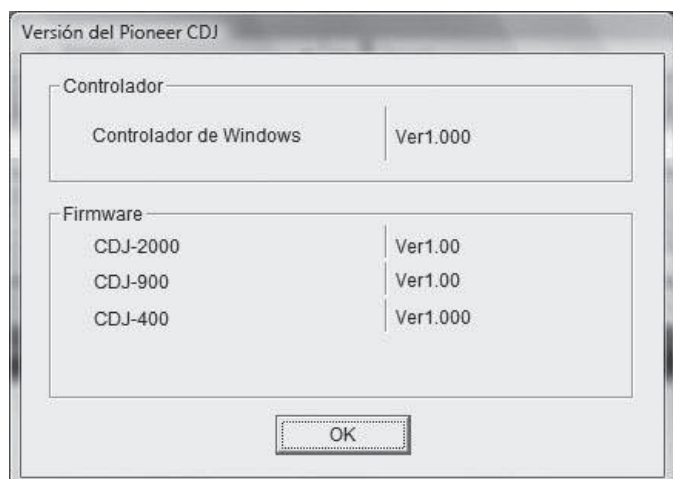 Versión del Pioneer CDJ
Controlador
Controlador de Windows Ver1.000
Firmware
CDJ-2000 Ver1.00
CDJ-900 Ver1.00
CDJ-400 Ver1.000
OK